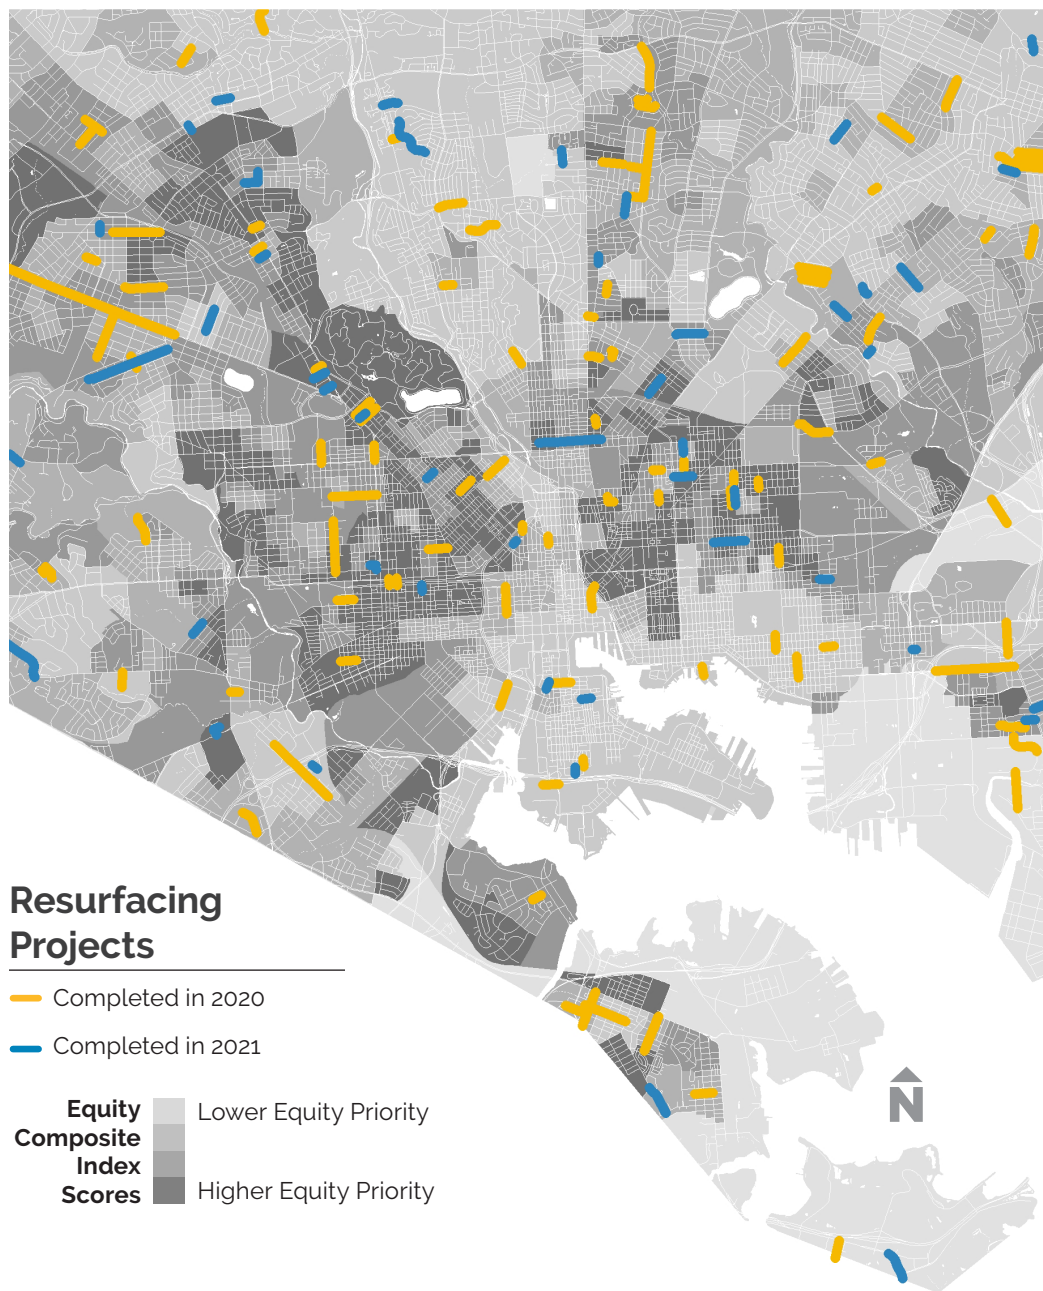 Resurfacing
Projects
Completed in 2020
Completed in 2021
Equity
Composite
Index
Scores
Lower Equity Priority
Higher Equity Priority
N